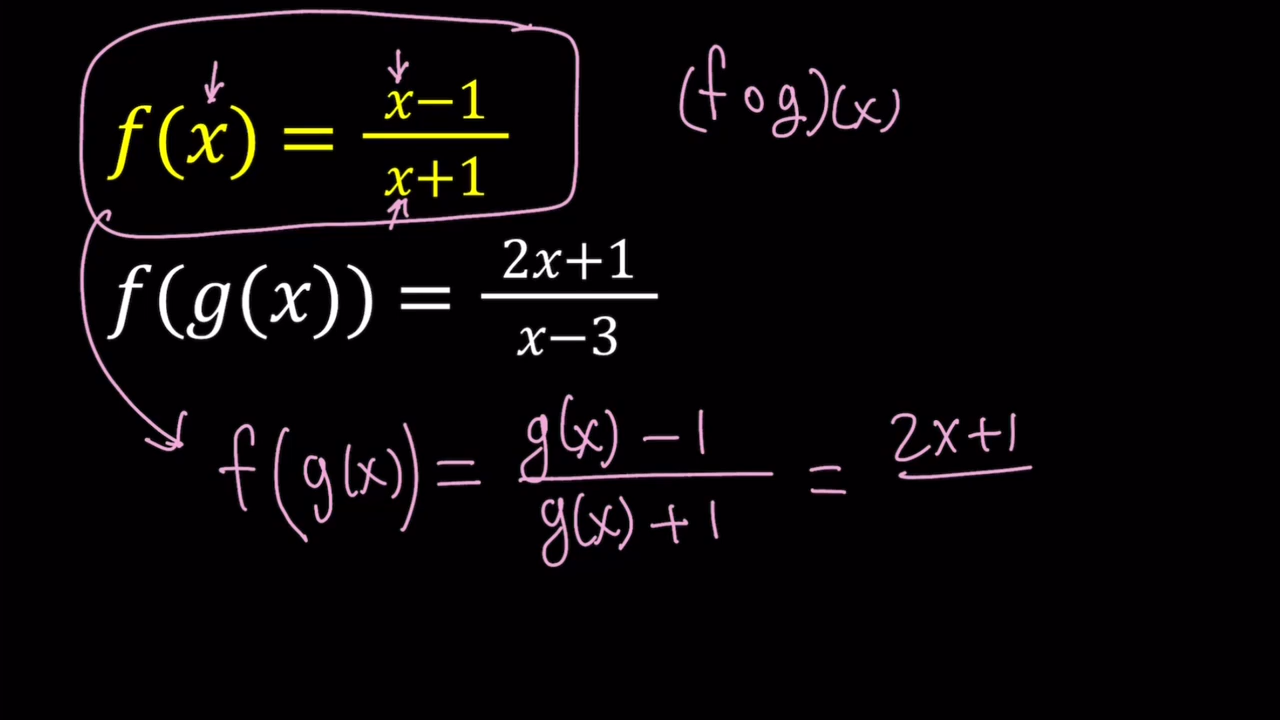 f(x) = (x−1)/(x+1)
(f o g)(x)
f(g(x)) = (2x+1)/(x−3)
f(g(x)) = (g(x) − 1)/(g(x) + 1) = 2x+1